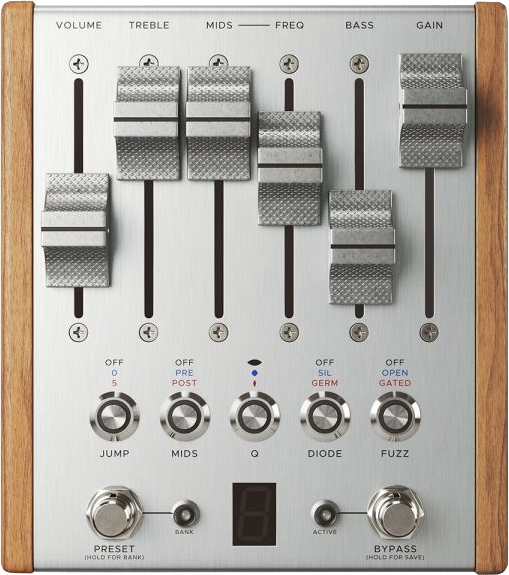 VOLUME TREBLE MIDS FREQ BASS GAIN
OFF OFF OFF OFF
0 PRE SIL OPEN
5 POST GERM GATED
JUMP MIDS Q DIODE FUZZ
BANK ACTIVE
PRESET BYPASS
(HOLD FOR BANK) (HOLD FOR SAVE)